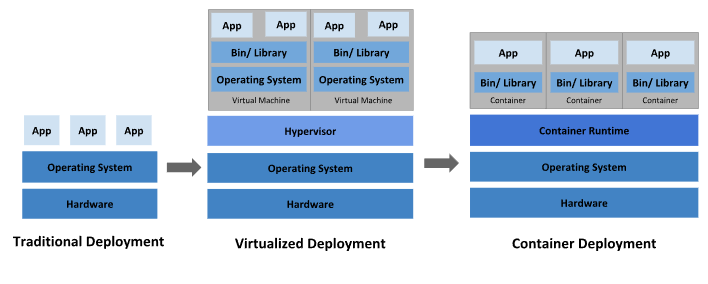 App App App
Operating System
Hardware
Traditional Deployment
App App App App
Bin/ Library Bin/ Library
Operating System Operating System
Virtual Machine Virtual Machine
Hypervisor
Operating System
Hardware
Virtualized Deployment
App App App
Bin/ Library Bin/ Library Bin/ Library
Container Container Container
Container Runtime
Operating System
Hardware
Container Deployment